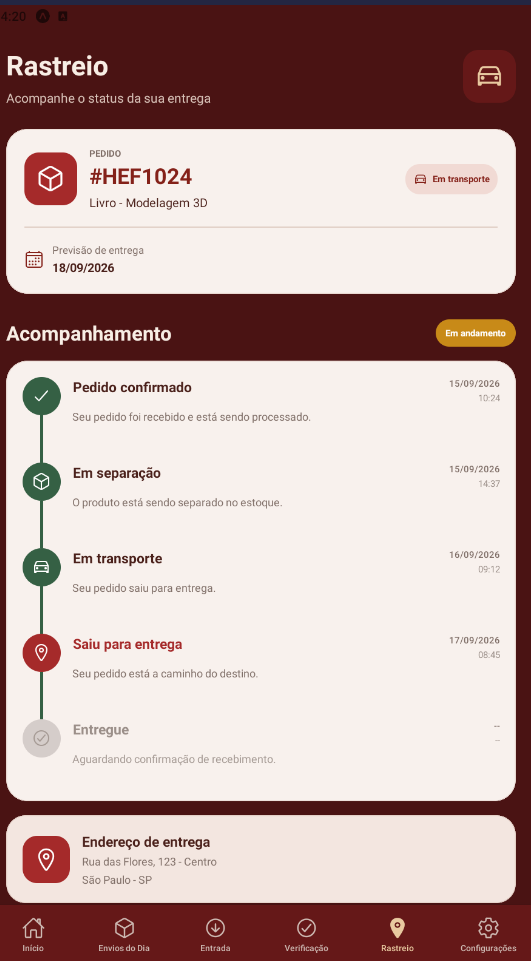 4:20
Rastreio
Acompanhe o status da sua entrega
PEDIDO
#HEF1024
Livro - Modelagem 3D
Em transporte
Previsão de entrega
18/09/2026
Acompanhamento
Em andamento
Pedido confirmado
15/09/2026
10:24
Seu pedido foi recebido e está sendo processado.
Em separação
15/09/2026
14:37
O produto está sendo separado no estoque.
Em transporte
16/09/2026
09:12
Seu pedido saiu para entrega.
Saiu para entrega
17/09/2026
08:45
Seu pedido está a caminho do destino.
Entregue
--
--
Aguardando confirmação de recebimento.
Endereço de entrega
Rua das Flores, 123 - Centro
São Paulo - SP
Início
Envios do Dia
Entrada
Verificação
Rastreio
Configurações